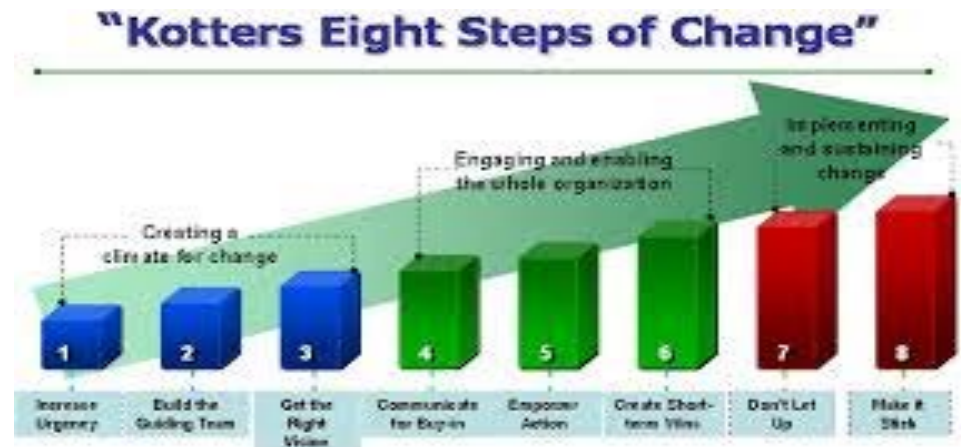 “Kotters Eight Steps of Change”
Implementing
and sustaining
change
Engaging and enabling
the whole organization
Creating a
climate for change
1
2
3
4
5
6
7
8
Increase
Urgency
Build the
Guiding Team
Get the
Right
Vision
Communicate
for Buy-in
Empower
Action
Create Short-
term Wins
Don't Let
Up
Make it
Stick